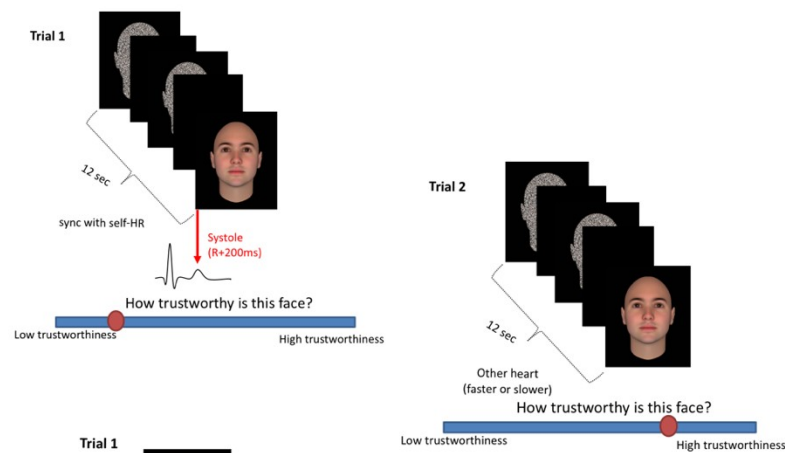 Trial 1
12 sec
sync with self-HR
Systole
(R+200ms)
How trustworthy is this face?
Low trustworthiness
High trustworthiness
Trial 2
12 sec
Other heart
(faster or slower)
How trustworthy is this face?
Low trustworthiness
High trustworthiness
Trial 1